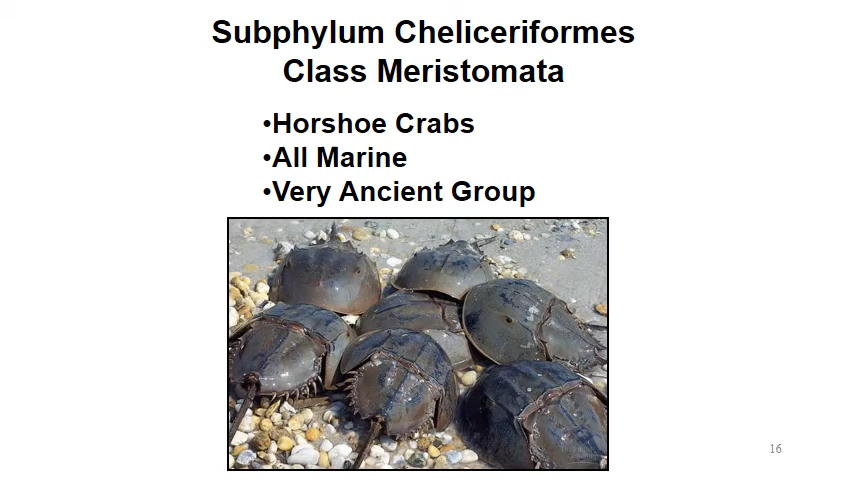 Subphylum Cheliceriformes
Class Meristomata
•Horshoe Crabs
•All Marine
•Very Ancient Group
16